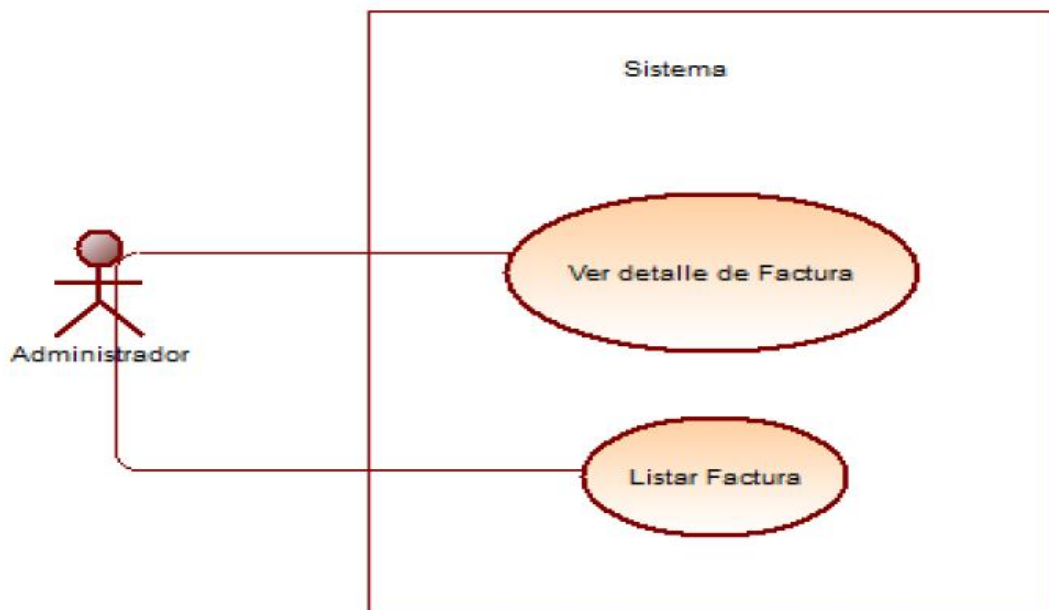 Sistema
Ver detalle de Factura
Administrador
Listar Factura